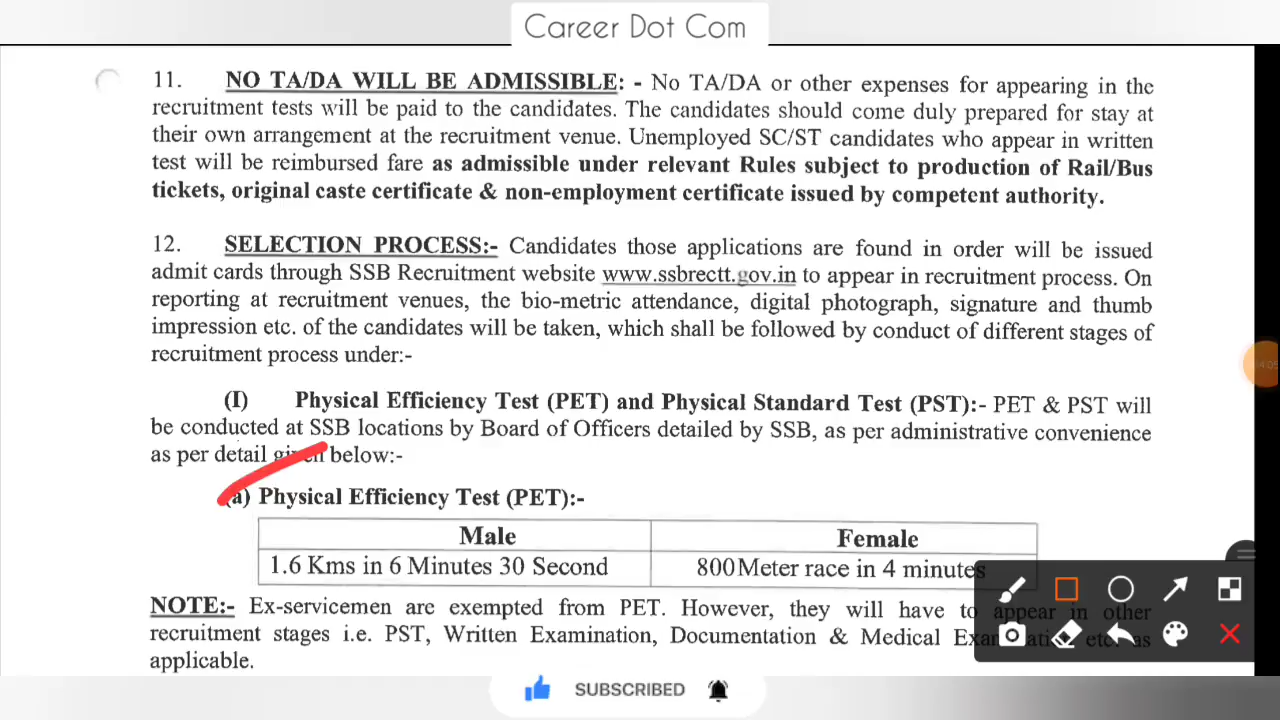 Career Dot Com
11. NO TA/DA WILL BE ADMISSIBLE: - No TA/DA or other expenses for appearing in the
recruitment tests will be paid to the candidates. The candidates should come duly prepared for stay at
their own arrangement at the recruitment venue. Unemployed SC/ST candidates who appear in written
test will be reimbursed fare as admissible under relevant Rules subject to production of Rail/Bus
tickets, original caste certificate & non-employment certificate issued by competent authority.
12. SELECTION PROCESS:- Candidates those applications are found in order will be issued
admit cards through SSB Recruitment website www.ssbrectt.gov.in to appear in recruitment process. On
reporting at recruitment venues, the bio-metric attendance, digital photograph, signature and thumb
impression etc. of the candidates will be taken, which shall be followed by conduct of different stages of
recruitment process under:-
(I) Physical Efficiency Test (PET) and Physical Standard Test (PST):- PET & PST will
be conducted at SSB locations by Board of Officers detailed by SSB, as per administrative convenience
as per detail given below:-
(a) Physical Efficiency Test (PET):-
Male Female
1.6 Kms in 6 Minutes 30 Second 800Meter race in 4 minutes
NOTE:- Ex-servicemen are exempted from PET. However, they will have to appear in other
recruitment stages i.e. PST, Written Examination, Documentation & Medical Examination etc. as
applicable.
SUBSCRIBED